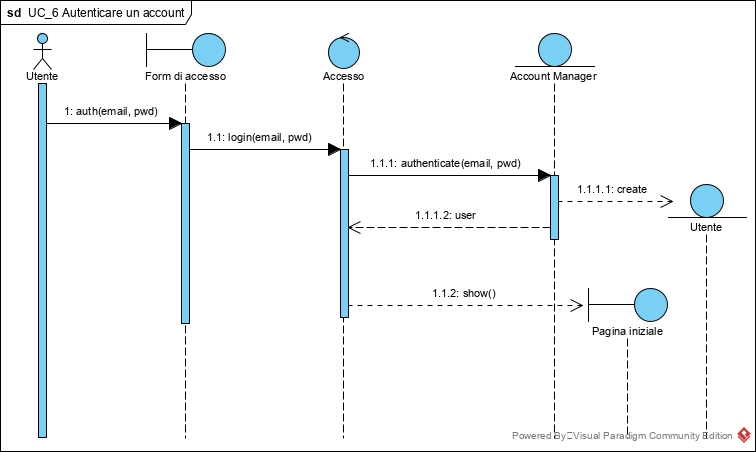 sd UC_6 Autenticare un account
Utente
Form di accesso
Accesso
Account Manager
1: auth(email, pwd)
1.1: login(email, pwd)
1.1.1: authenticate(email, pwd)
1.1.1.1: create
1.1.1.2: user
Utente
1.1.2: show()
Pagina iniziale
Powered By Visual Paradigm Community Edition